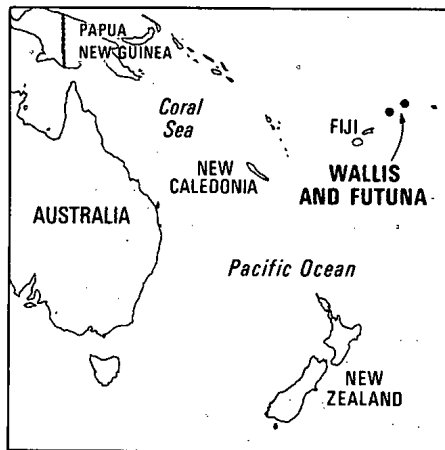 PAPUA
NEW GUINEA
Coral
Sea
FIJI
WALLIS
AND FUTUNA
NEW
CALEDONIA
AUSTRALIA
Pacific Ocean
NEW
ZEALAND